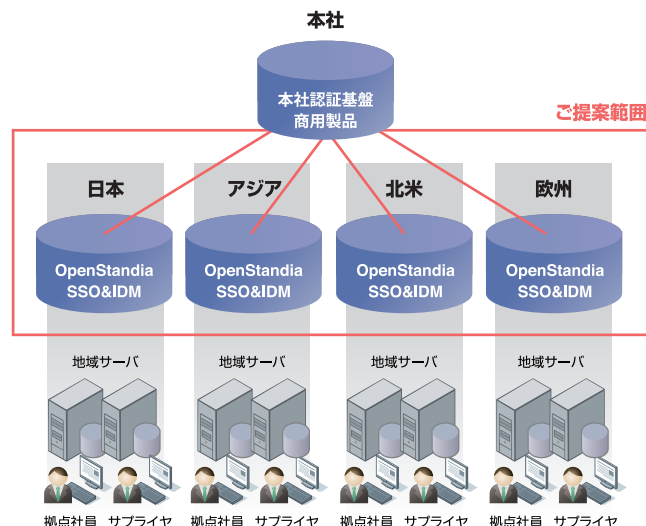 本社
本社認証基盤
商用製品
ご提案範囲
日本
アジア
北米
欧州
OpenStandia
SSO&IDM
OpenStandia
SSO&IDM
OpenStandia
SSO&IDM
OpenStandia
SSO&IDM
地域サーバ
地域サーバ
地域サーバ
地域サーバ
拠点社員 サプライヤ
拠点社員 サプライヤ
拠点社員 サプライヤ
拠点社員 サプライヤ